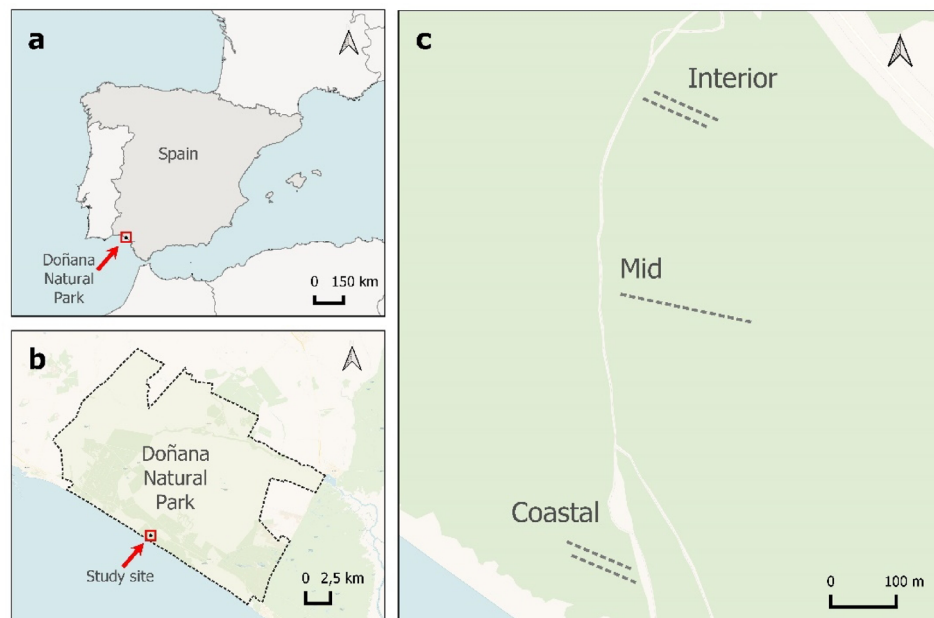 a
Spain
Doñana
Natural
Park
0 150 km
b
Doñana
Natural
Park
Study site
0 2,5 km
c
Interior
Mid
Coastal
0 100 m